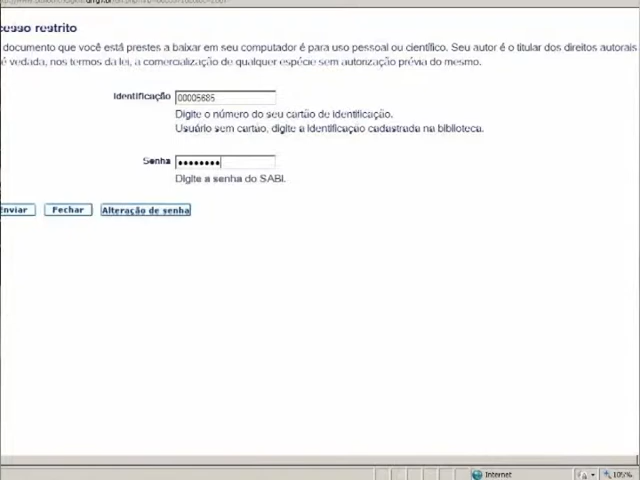 cesso restrito
documento que você está prestes a baixar em seu computador é para uso pessoal ou científico. Seu autor é o titular dos direitos autorais
é vedada, nos termos da lei, a comercialização de qualquer espécie sem autorização prévia do mesmo.
Identificação 00005685
Digite o número do seu cartão de identificação.
Usuário sem cartão, digite a identificação cadastrada na biblioteca.
Senha ••••••••
Digite a senha do SABI.
Enviar Fechar Alteração de senha
Internet 105%